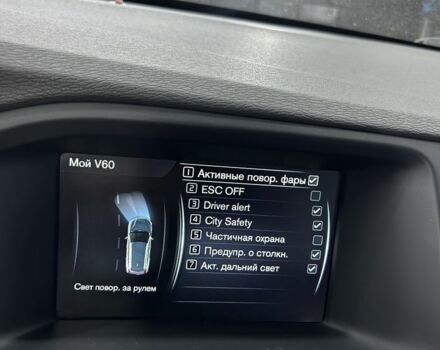 Мой V60
1 Активные повор. фары
2 ESC OFF
3 Driver alert
4 City Safety
5 Частичная охрана
6 Предупр. о столкн.
7 Акт. дальний свет
Свет повор. за рулем